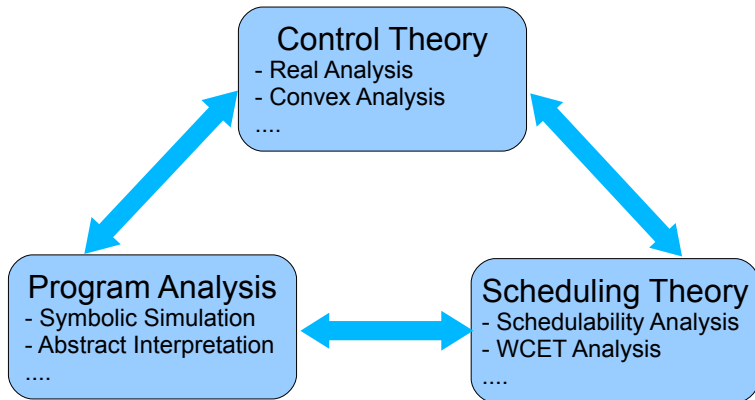 Control Theory
- Real Analysis
- Convex Analysis
....
Program Analysis
- Symbolic Simulation
- Abstract Interpretation
....
Scheduling Theory
- Schedulability Analysis
- WCET Analysis
....